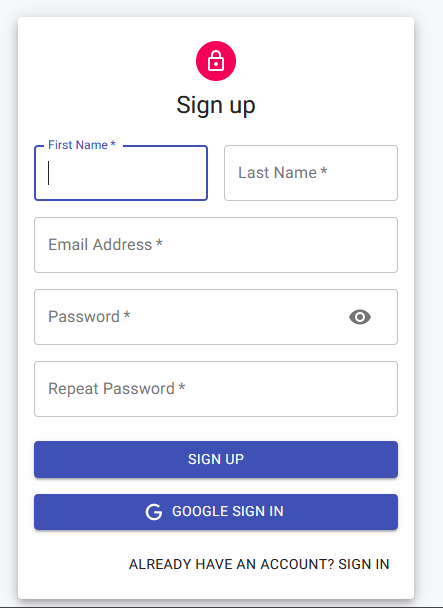 Sign up
First Name *
Last Name *
Email Address *
Password *
Repeat Password *
SIGN UP
GOOGLE SIGN IN
ALREADY HAVE AN ACCOUNT? SIGN IN